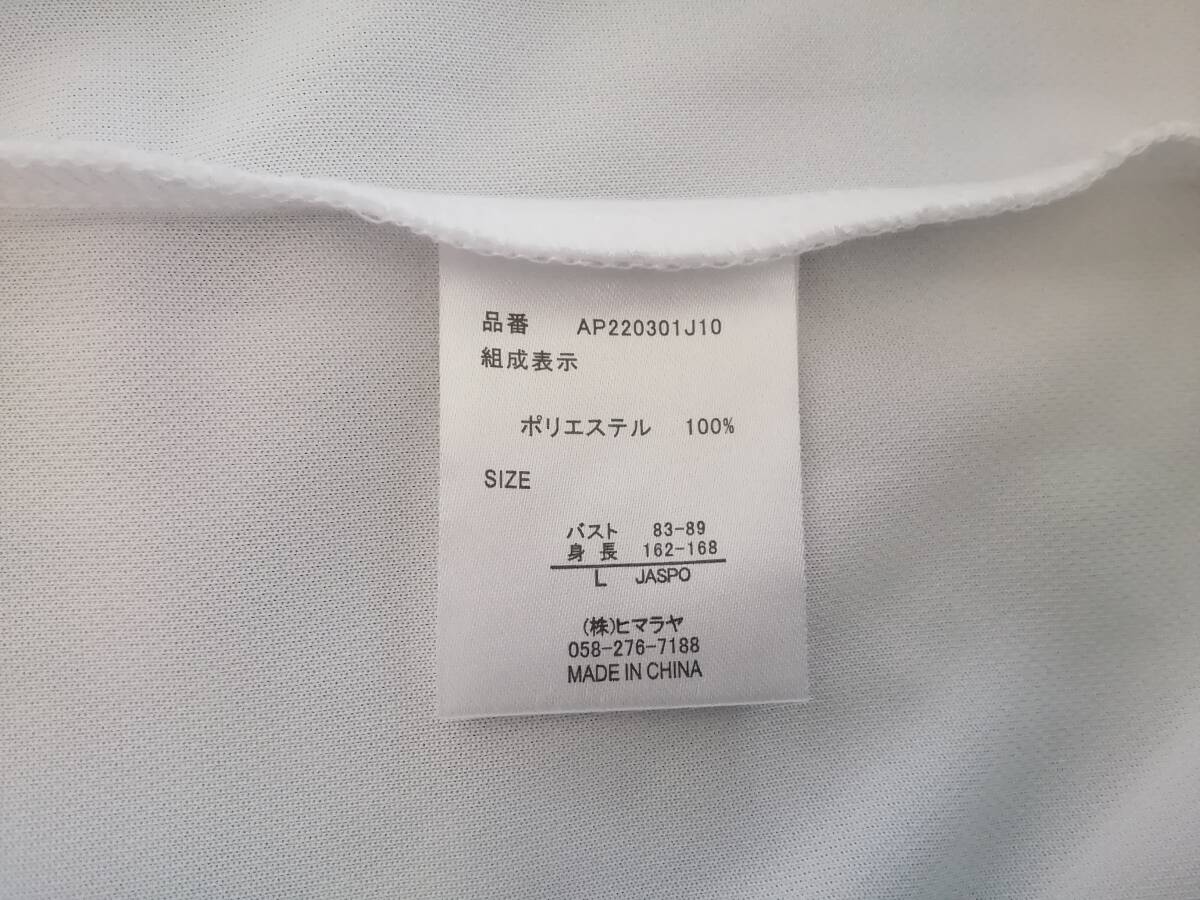 品番 AP220301J10
組成表示
ポリエステル 100%
SIZE
バスト 83-89
身長 162-168
L JASPO
(株)ヒマラヤ
058-276-7188
MADE IN CHINA